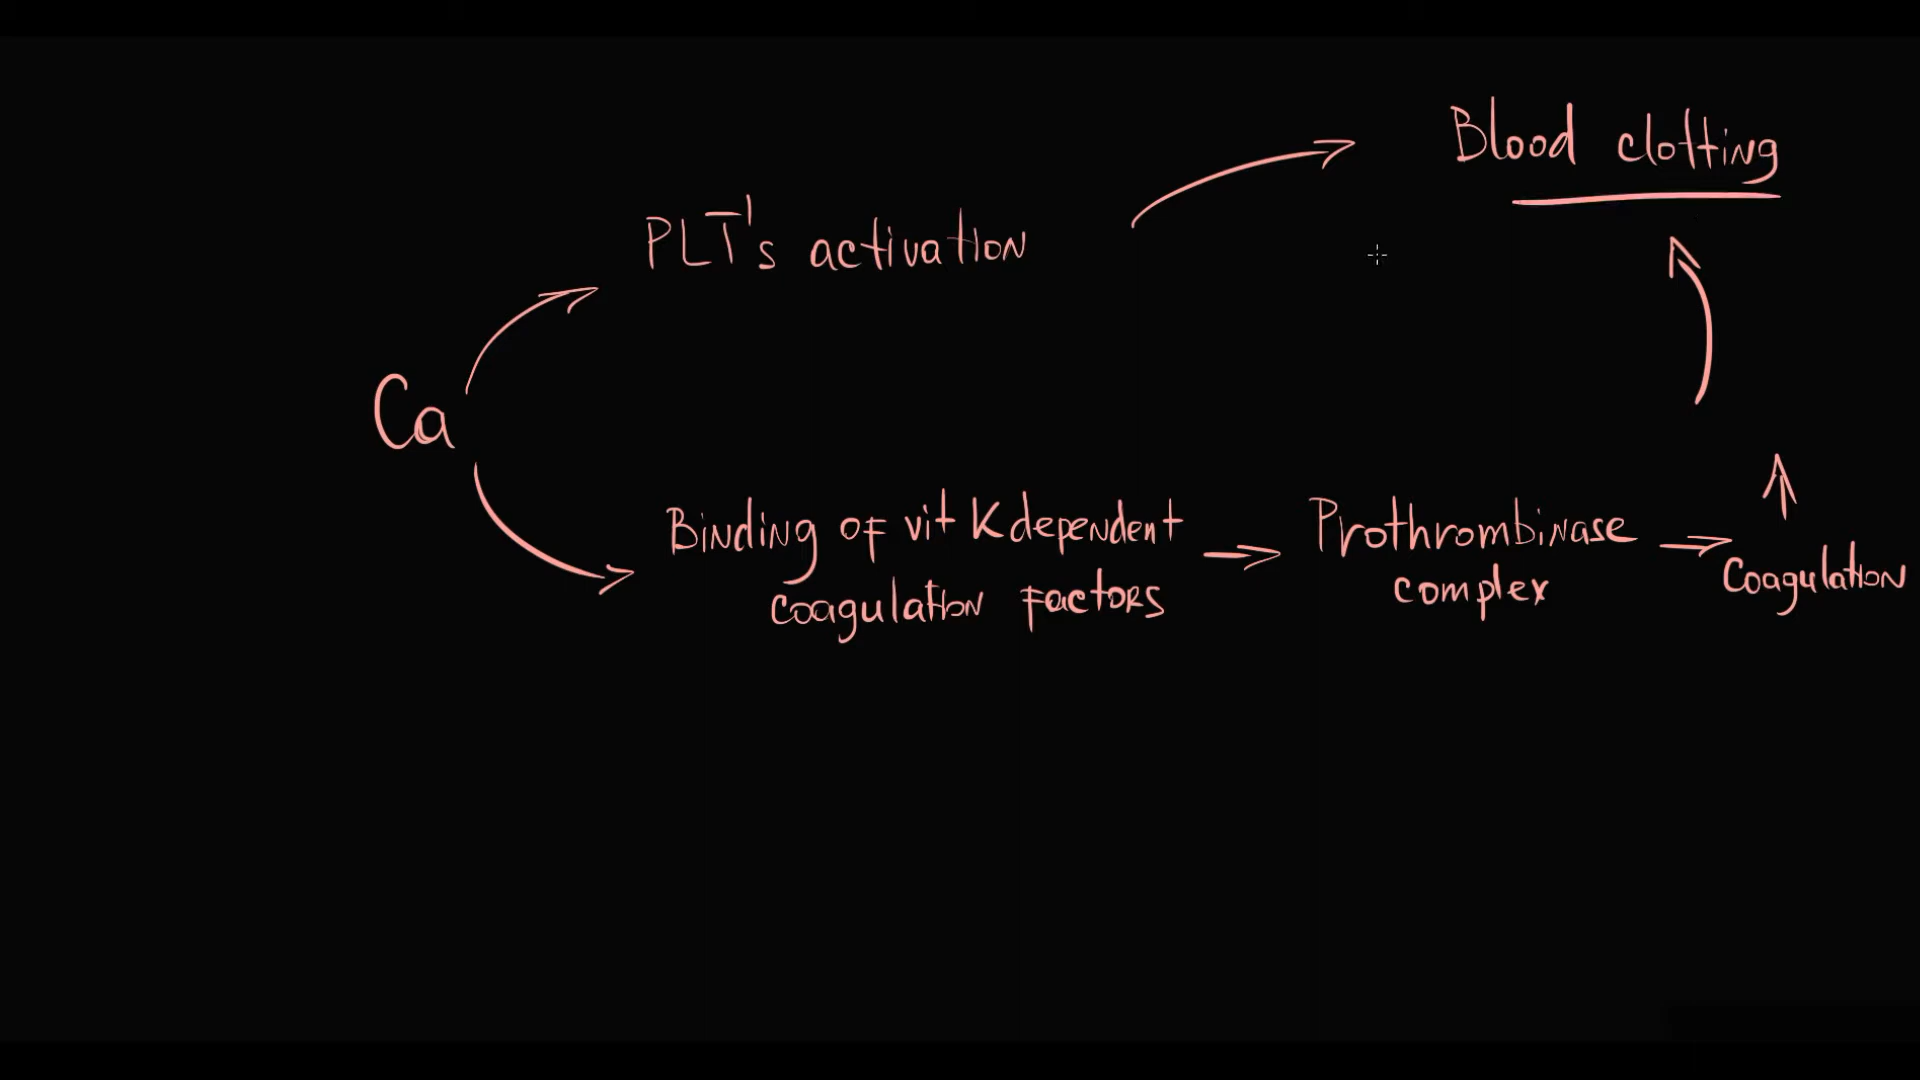 Blood clotting
PLT's activation
Ca
Binding of vit K dependent
coagulation factors
Prothrombinase
complex
Coagulation